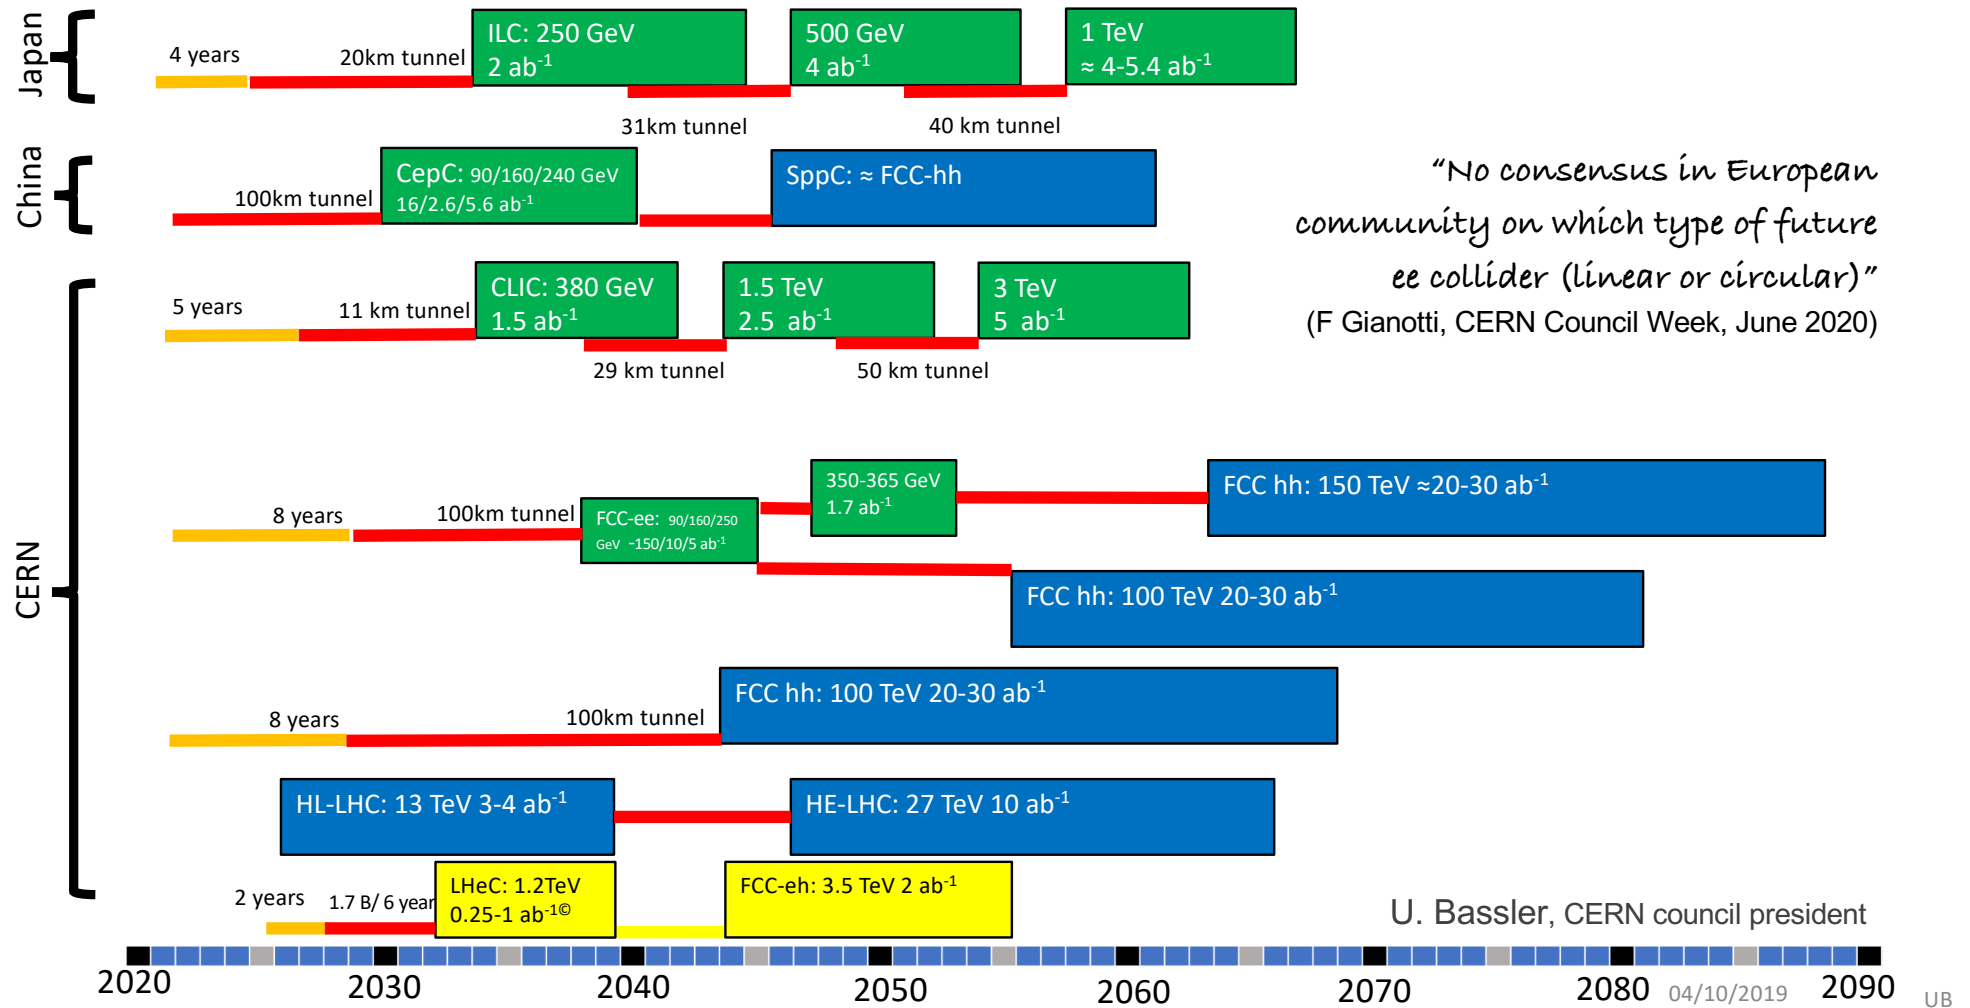 Japan
4 years
20km tunnel
ILC: 250 GeV
2 ab⁻¹
500 GeV
4 ab⁻¹
1 TeV
≈ 4-5.4 ab⁻¹
31km tunnel
40 km tunnel
China
100km tunnel
CepC: 90/160/240 GeV
16/2.6/5.6 ab⁻¹
SppC: ≈ FCC-hh
“No consensus in European
community on which type of future
ee collider (linear or circular)”
(F Gianotti, CERN Council Week, June 2020)
CERN
5 years
11 km tunnel
CLIC: 380 GeV
1.5 ab⁻¹
1.5 TeV
2.5 ab⁻¹
3 TeV
5 ab⁻¹
29 km tunnel
50 km tunnel
8 years
100km tunnel
FCC-ee: 90/160/250
GeV -150/10/5 ab⁻¹
350-365 GeV
1.7 ab⁻¹
FCC hh: 150 TeV ≈20-30 ab⁻¹
FCC hh: 100 TeV 20-30 ab⁻¹
8 years
100km tunnel
FCC hh: 100 TeV 20-30 ab⁻¹
HL-LHC: 13 TeV 3-4 ab⁻¹
HE-LHC: 27 TeV 10 ab⁻¹
2 years
1.7 B/ 6 year
LHeC: 1.2TeV
0.25-1 ab⁻¹©
FCC-eh: 3.5 TeV 2 ab⁻¹
U. Bassler, CERN council president
2020 2030 2040 2050 2060 2070 2080 2090
04/10/2019
UB